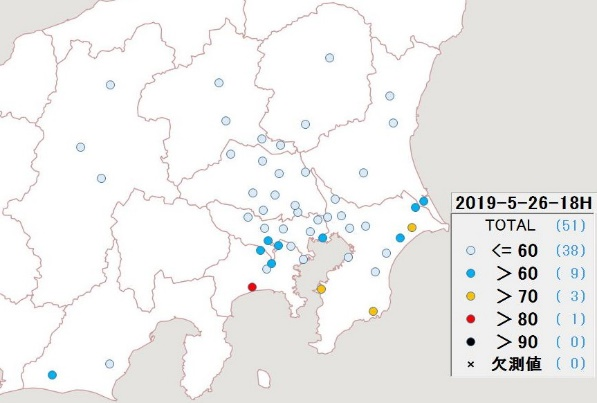 2019-5-26-18H
TOTAL (51)
<= 60 (38)
＞ 60 ( 9)
＞ 70 ( 3)
＞ 80 ( 1)
＞ 90 ( 0)
× 欠測値 ( 0)